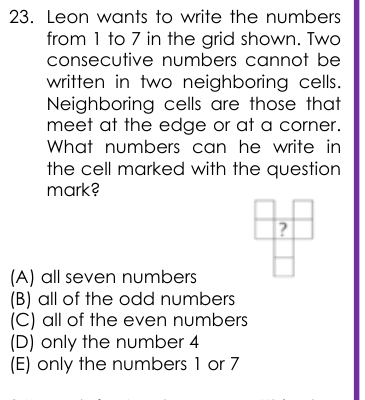 23. Leon wants to write the numbers
from 1 to 7 in the grid shown. Two
consecutive numbers cannot be
written in two neighboring cells.
Neighboring cells are those that
meet at the edge or at a corner.
What numbers can he write in
the cell marked with the question
mark?
?
(A) all seven numbers
(B) all of the odd numbers
(C) all of the even numbers
(D) only the number 4
(E) only the numbers 1 or 7